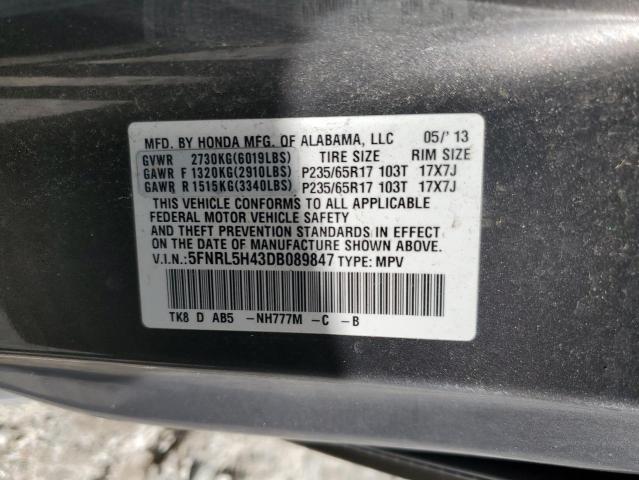 MFD. BY HONDA MFG. OF ALABAMA, LLC 05/'13
GVWR 2730KG(6019LBS) TIRE SIZE RIM SIZE
GAWR F 1320KG(2910LBS) P235/65R17 103T 17X7J
GAWR R 1515KG(3340LBS) P235/65R17 103T 17X7J
THIS VEHICLE CONFORMS TO ALL APPLICABLE
FEDERAL MOTOR VEHICLE SAFETY
AND THEFT PREVENTION STANDARDS IN EFFECT
ON THE DATE OF MANUFACTURE SHOWN ABOVE.
V.I.N.:5FNRL5H43DB089847 TYPE: MPV
TK8 D AB5 -NH777M -C -B